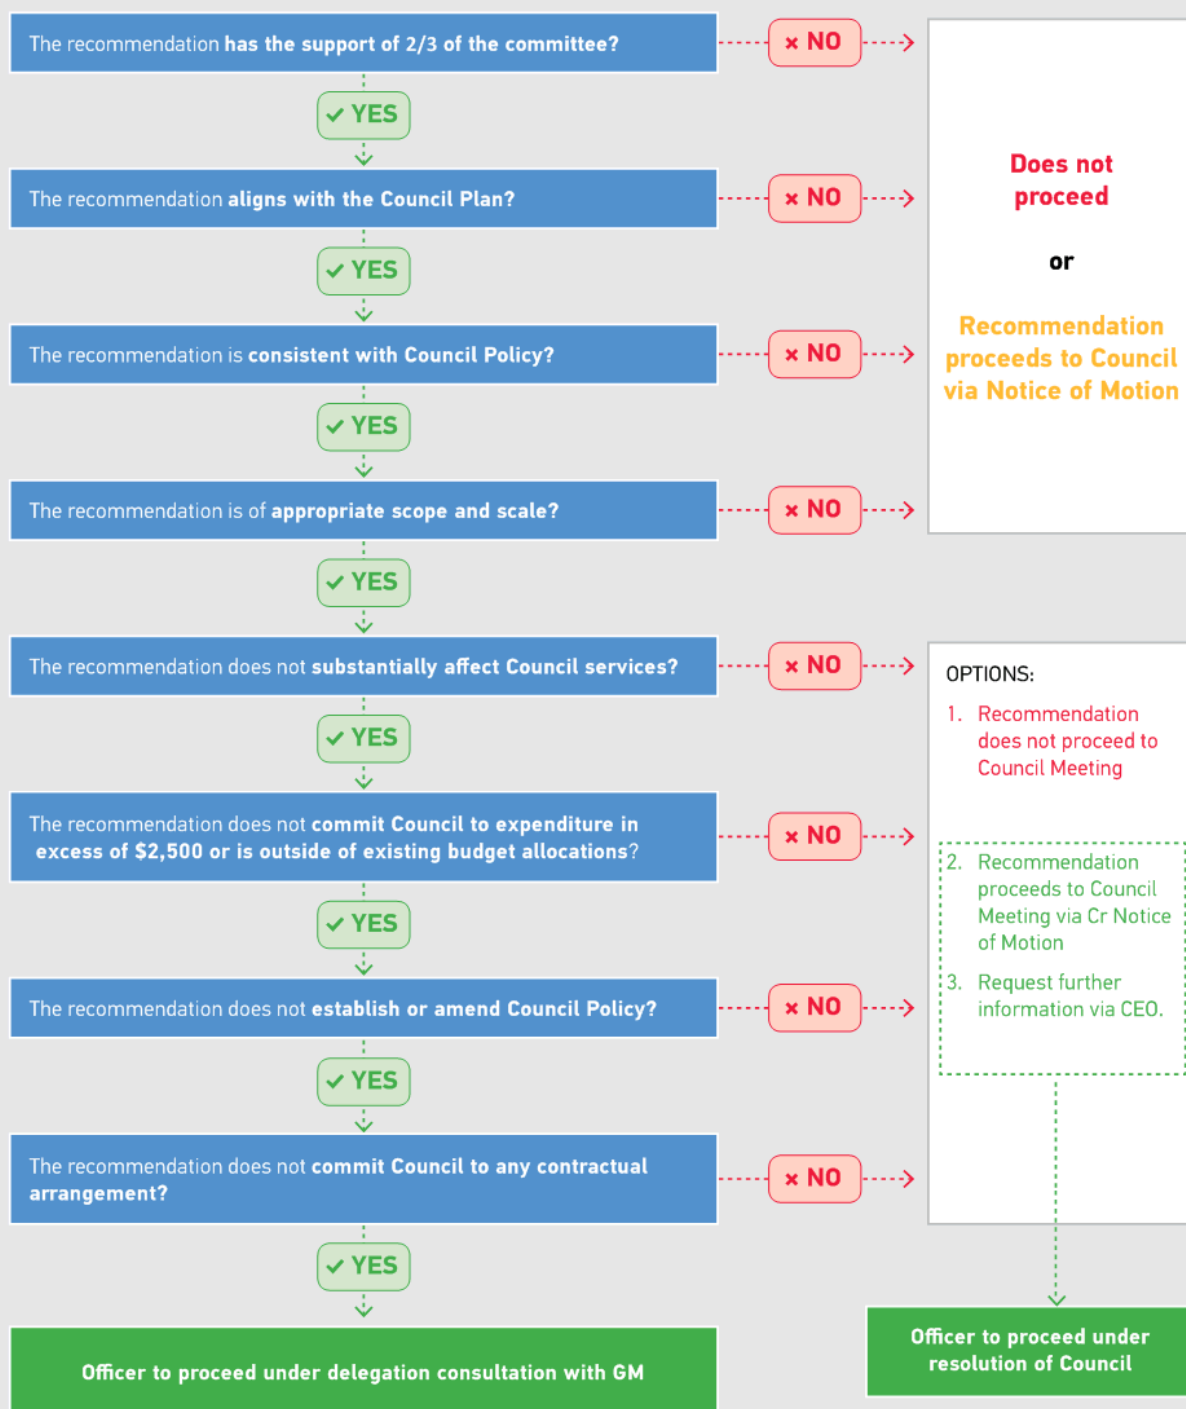 The recommendation has the support of 2/3 of the committee?
× NO
✓ YES
The recommendation aligns with the Council Plan?
× NO
✓ YES
The recommendation is consistent with Council Policy?
× NO
✓ YES
The recommendation is of appropriate scope and scale?
× NO
Does not
proceed
or
Recommendation
proceeds to Council
via Notice of Motion
✓ YES
The recommendation does not substantially affect Council services?
× NO
✓ YES
The recommendation does not commit Council to expenditure in
excess of $2,500 or is outside of existing budget allocations?
× NO
✓ YES
The recommendation does not establish or amend Council Policy?
× NO
✓ YES
The recommendation does not commit Council to any contractual
arrangement?
× NO
OPTIONS:
1. Recommendation
does not proceed to
Council Meeting
2. Recommendation
proceeds to Council
Meeting via Cr Notice
of Motion
3. Request further
information via CEO.
✓ YES
Officer to proceed under delegation consultation with GM
Officer to proceed under
resolution of Council